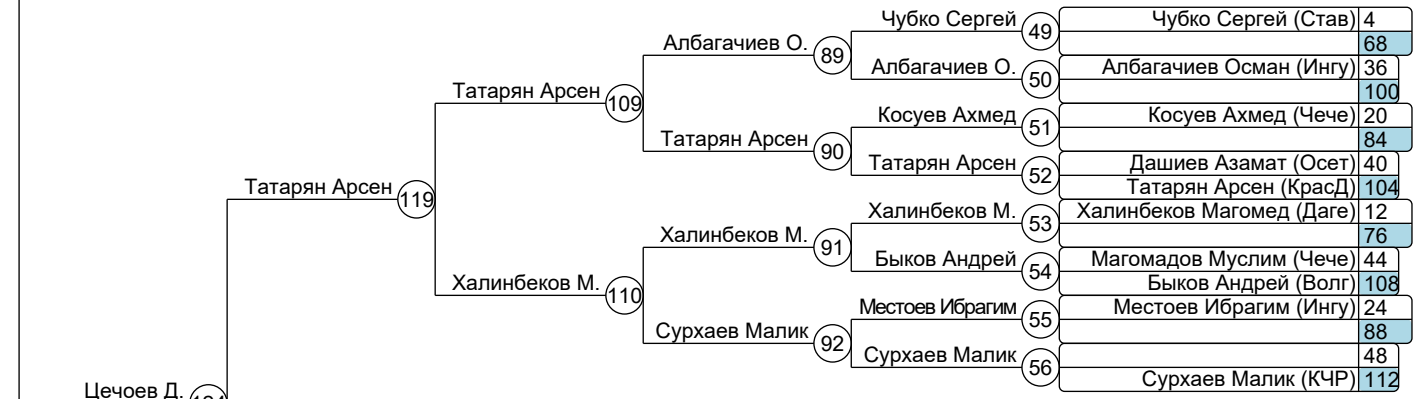 Чубко Сергей 49 Чубко Сергей (Став) 4
68
Албагачиев О. 89
Албагачиев О. 50 Албагачиев Осман (Ингу) 36
100
Татарян Арсен 109
Косуев Ахмед 51 Косуев Ахмед (Чече) 20
84
Татарян Арсен 90
Татарян Арсен 52 Дашиев Азамат (Осет) 40
Татарян Арсен (КрасД) 104
Татарян Арсен 119
Халинбеков М. 53 Халинбеков Магомед (Даге) 12
76
Халинбеков М. 91
Быков Андрей 54 Магомадов Муслим (Чече) 44
Быков Андрей (Волг) 108
Халинбеков М. 110
Местоев Ибрагим 55 Местоев Ибрагим (Ингу) 24
88
Сурхаев Малик 92
Сурхаев Малик 56 48
Сурхаев Малик (КЧР) 112
Цечоев Д.